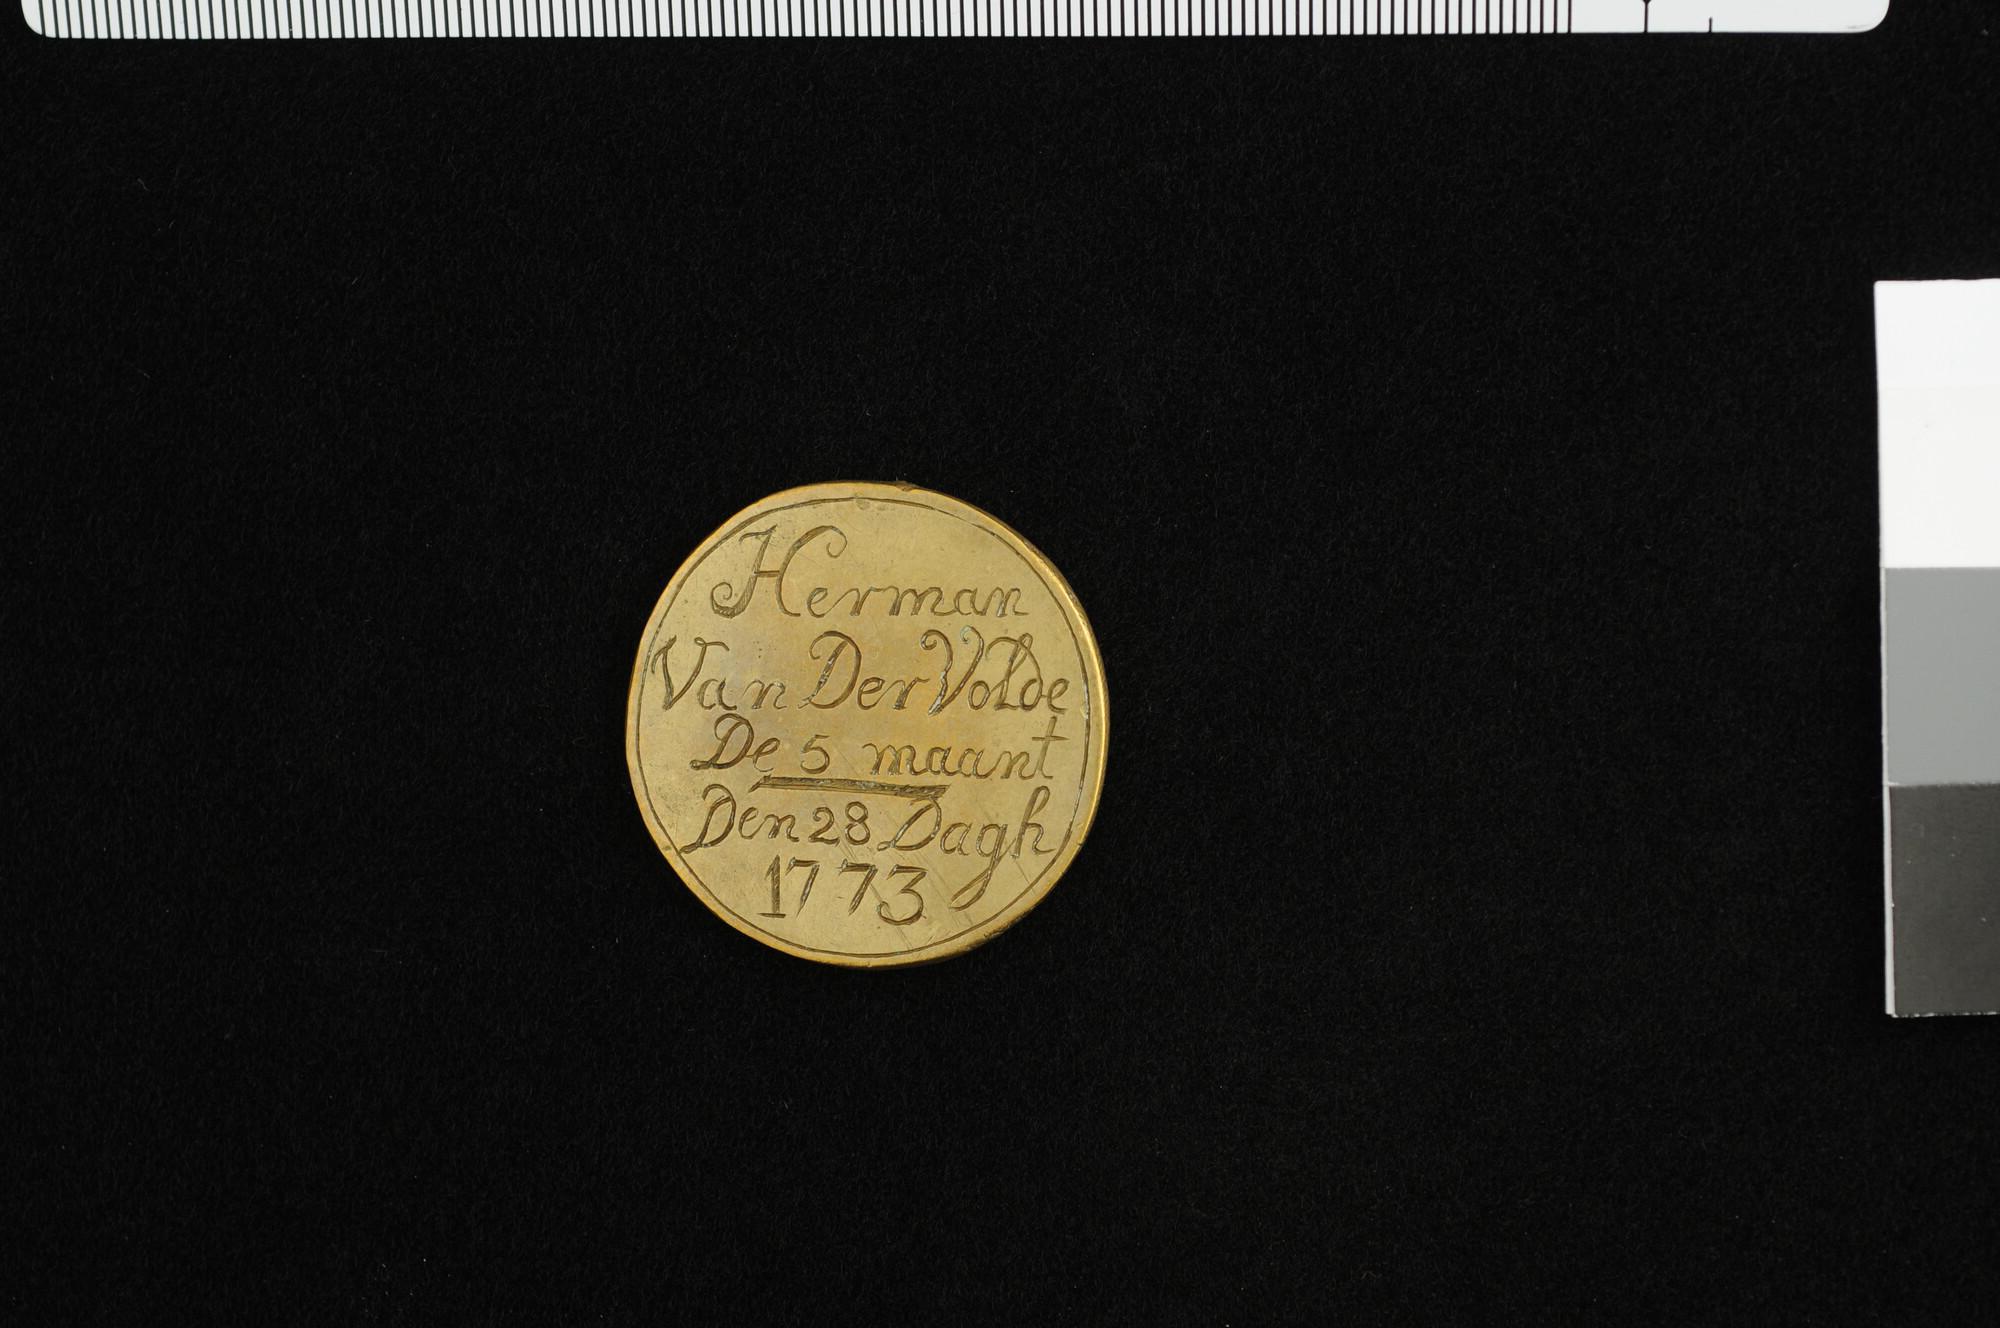 Herman
Van Der Volde
De 5 maant
Den 28 Dagh
1773